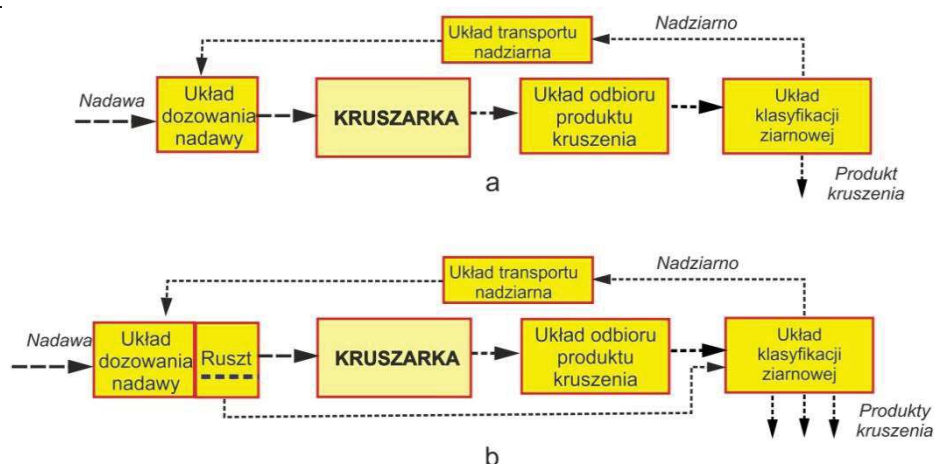 Układ transportu
nadziarna
Nadziarno
Nadawa
Układ
dozowania
nadawy
KRUSZARKA
Układ odbioru
produktu
kruszenia
Układ
klasyfikacji
ziarnowej
Produkt
kruszenia
a
Układ transportu
nadziarna
Nadziarno
Nadawa
Układ
dozowania
nadawy
Ruszt
KRUSZARKA
Układ odbioru
produktu
kruszenia
Układ
klasyfikacji
ziarnowej
Produkty
kruszenia
b